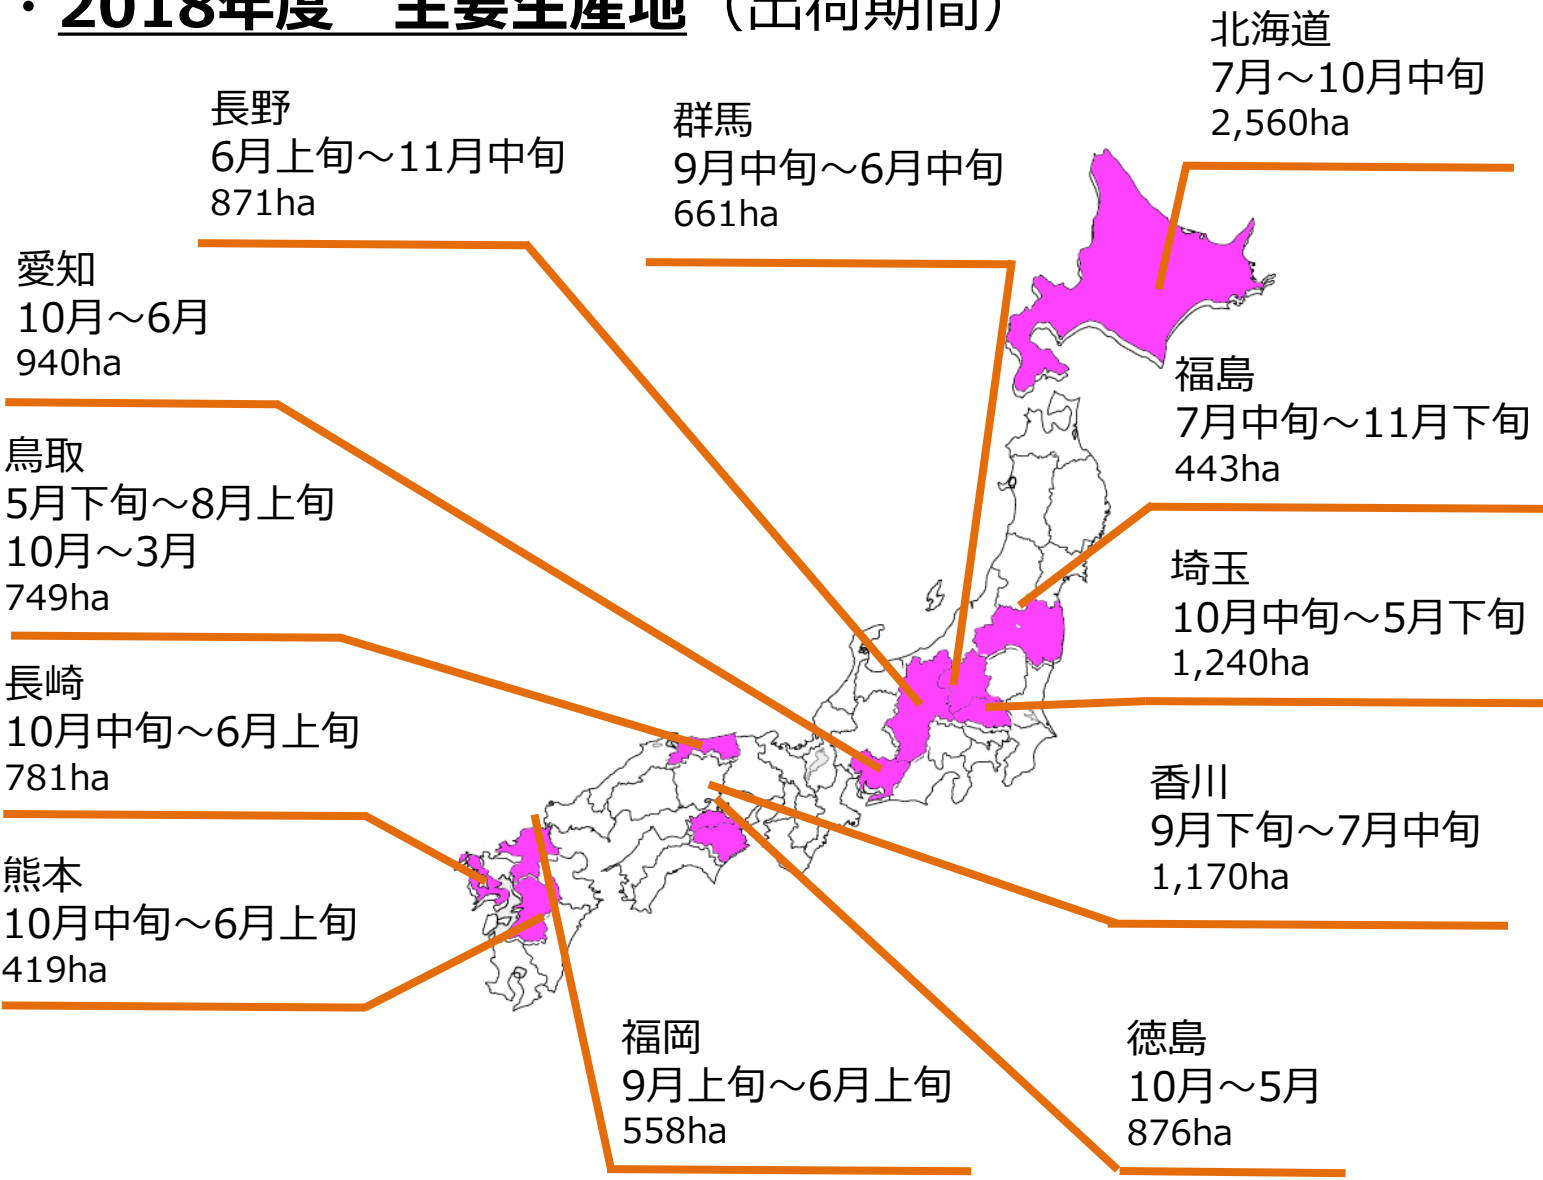 ・2018年度　主要生産地（出荷期間）
北海道
7月～10月中旬
2,560ha
長野
6月上旬～11月中旬
871ha
群馬
9月中旬～6月中旬
661ha
愛知
10月～6月
940ha
福島
7月中旬～11月下旬
443ha
鳥取
5月下旬～8月上旬
10月～3月
749ha
埼玉
10月中旬～5月下旬
1,240ha
長崎
10月中旬～6月上旬
781ha
香川
9月下旬～7月中旬
1,170ha
熊本
10月中旬～6月上旬
419ha
福岡
9月上旬～6月上旬
558ha
徳島
10月～5月
876ha